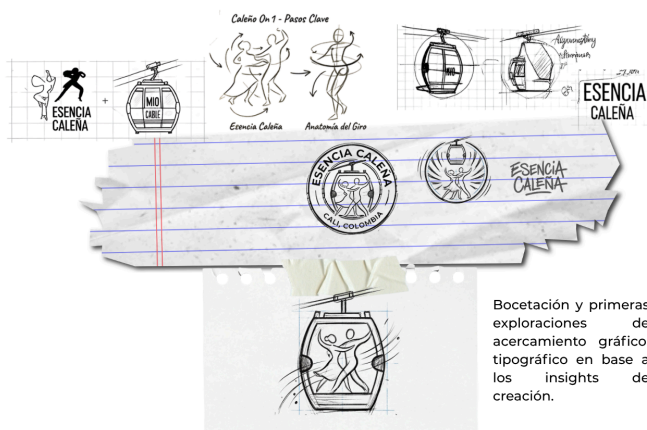 Caleño On 1 - Pasos Clave
ESENCIA
CALEÑA
+
MIO
CABLE
Esencia Caleña
Anatomía del Giro
MIO
ESENCIA
CALEÑA
ESENCIA CALEÑA
CALI, COLOMBIA
ESENCIA
CALEÑA
Bocetación y primeras
exploraciones de
acercamiento gráfico
tipográfico en base a
los insights de
creación.